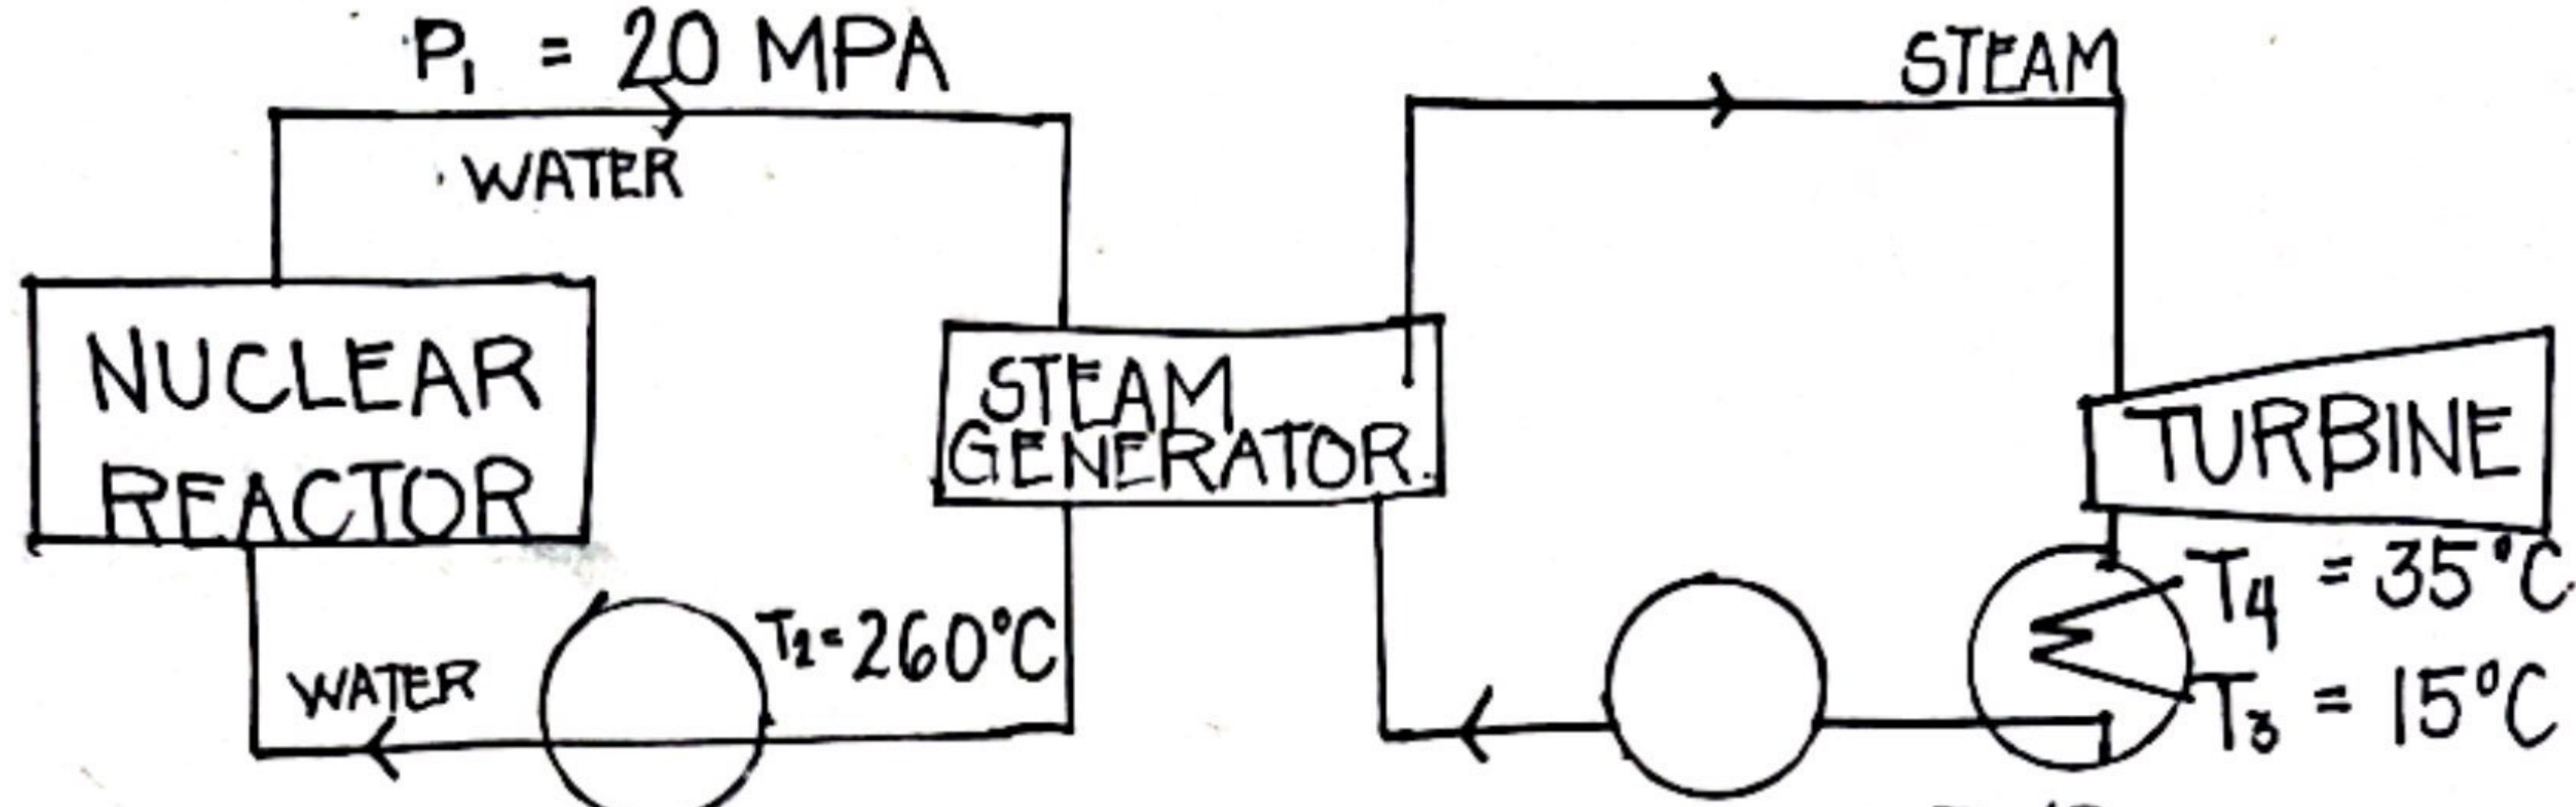 P₁ = 20 MPA
STEAM
WATER
NUCLEAR
REACTOR
STEAM
GENERATOR
TURBINE
T₂=260°C
T₄ = 35°C
WATER
T₃ = 15°C